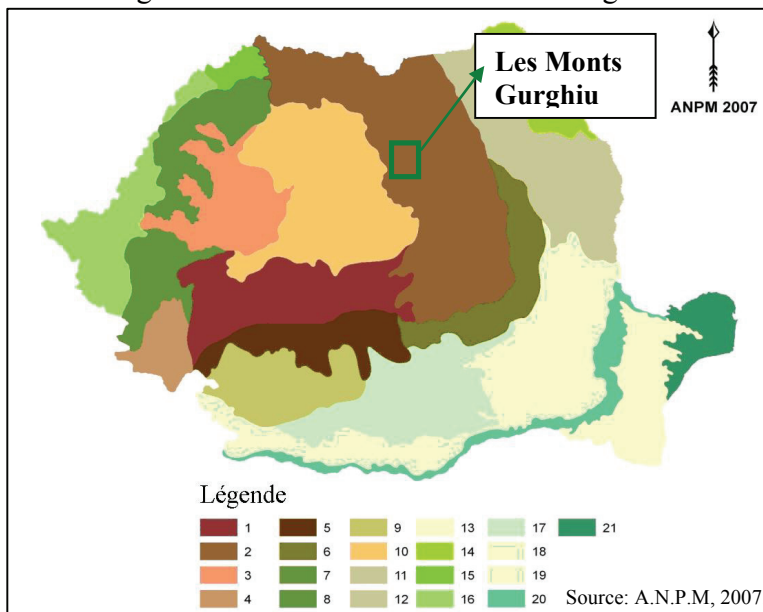 Les Monts
Gurghiu
ANPM 2007
Légende
1 5 9 13 17 21
2 6 10 14 18
3 7 11 15 19
4 8 12 16 20
Source: A.N.P.M, 2007